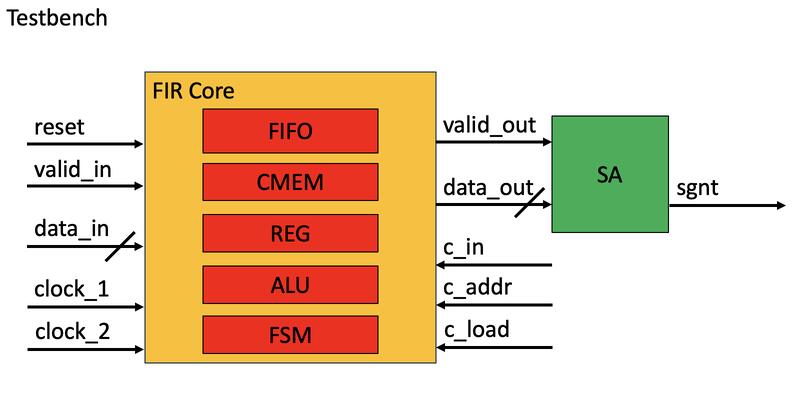 Testbench
FIR Core
reset
FIFO
valid_out
valid_in
CMEM
SA
data_out
sgnt
data_in
REG
c_in
clock_1
ALU
c_addr
clock_2
FSM
c_load